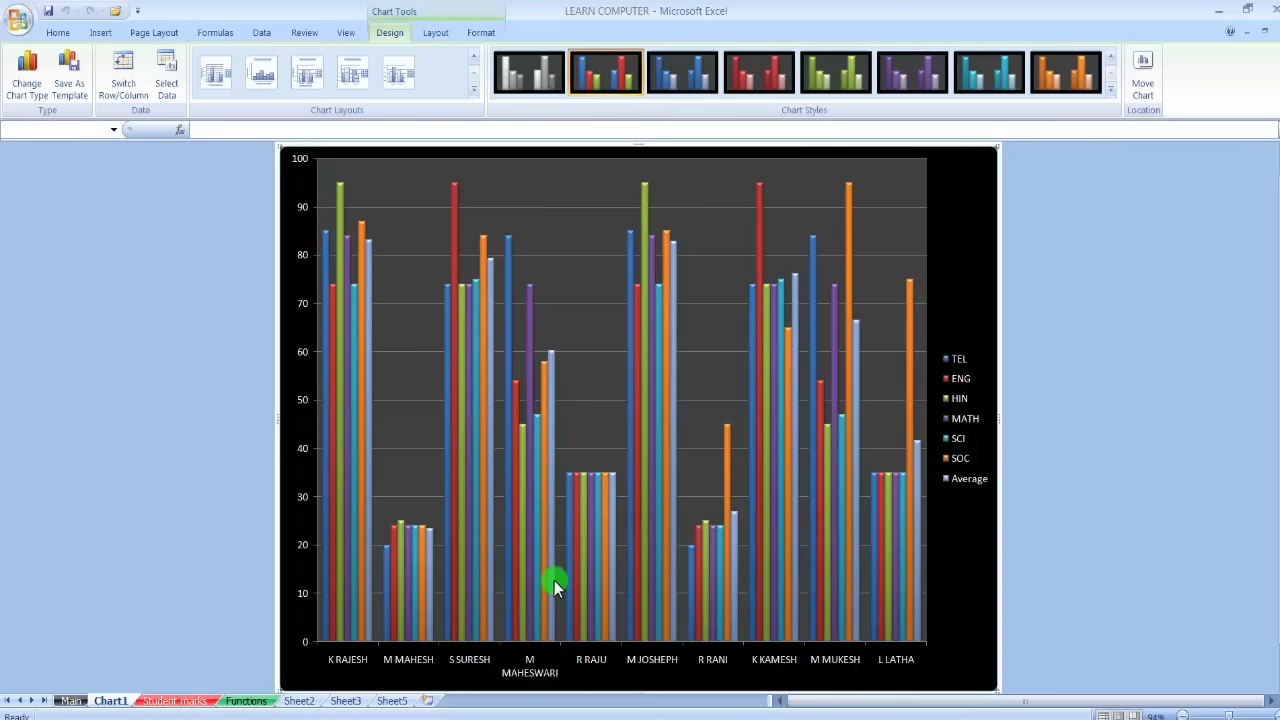 Chart Tools
LEARN COMPUTER - Microsoft Excel
Home Insert Page Layout Formulas Data Review View Design Layout Format
Change Chart Type
Save As Template
Switch Row/Column
Select Data
Move Chart
Type Data Chart Layouts Chart Styles Location
fx
100
90
80
70
60
50
40
30
20
10
0
TEL
ENG
HIN
MATH
SCI
SOC
Average
K RAJESH M MAHESH S SURESH M MAHESWARI R RAJU M JOSHEPH R RANI K KAMESH M MUKESH L LATHA
Main Chart1 Student marks Functions Sheet2 Sheet3 Sheet5
Ready 94%